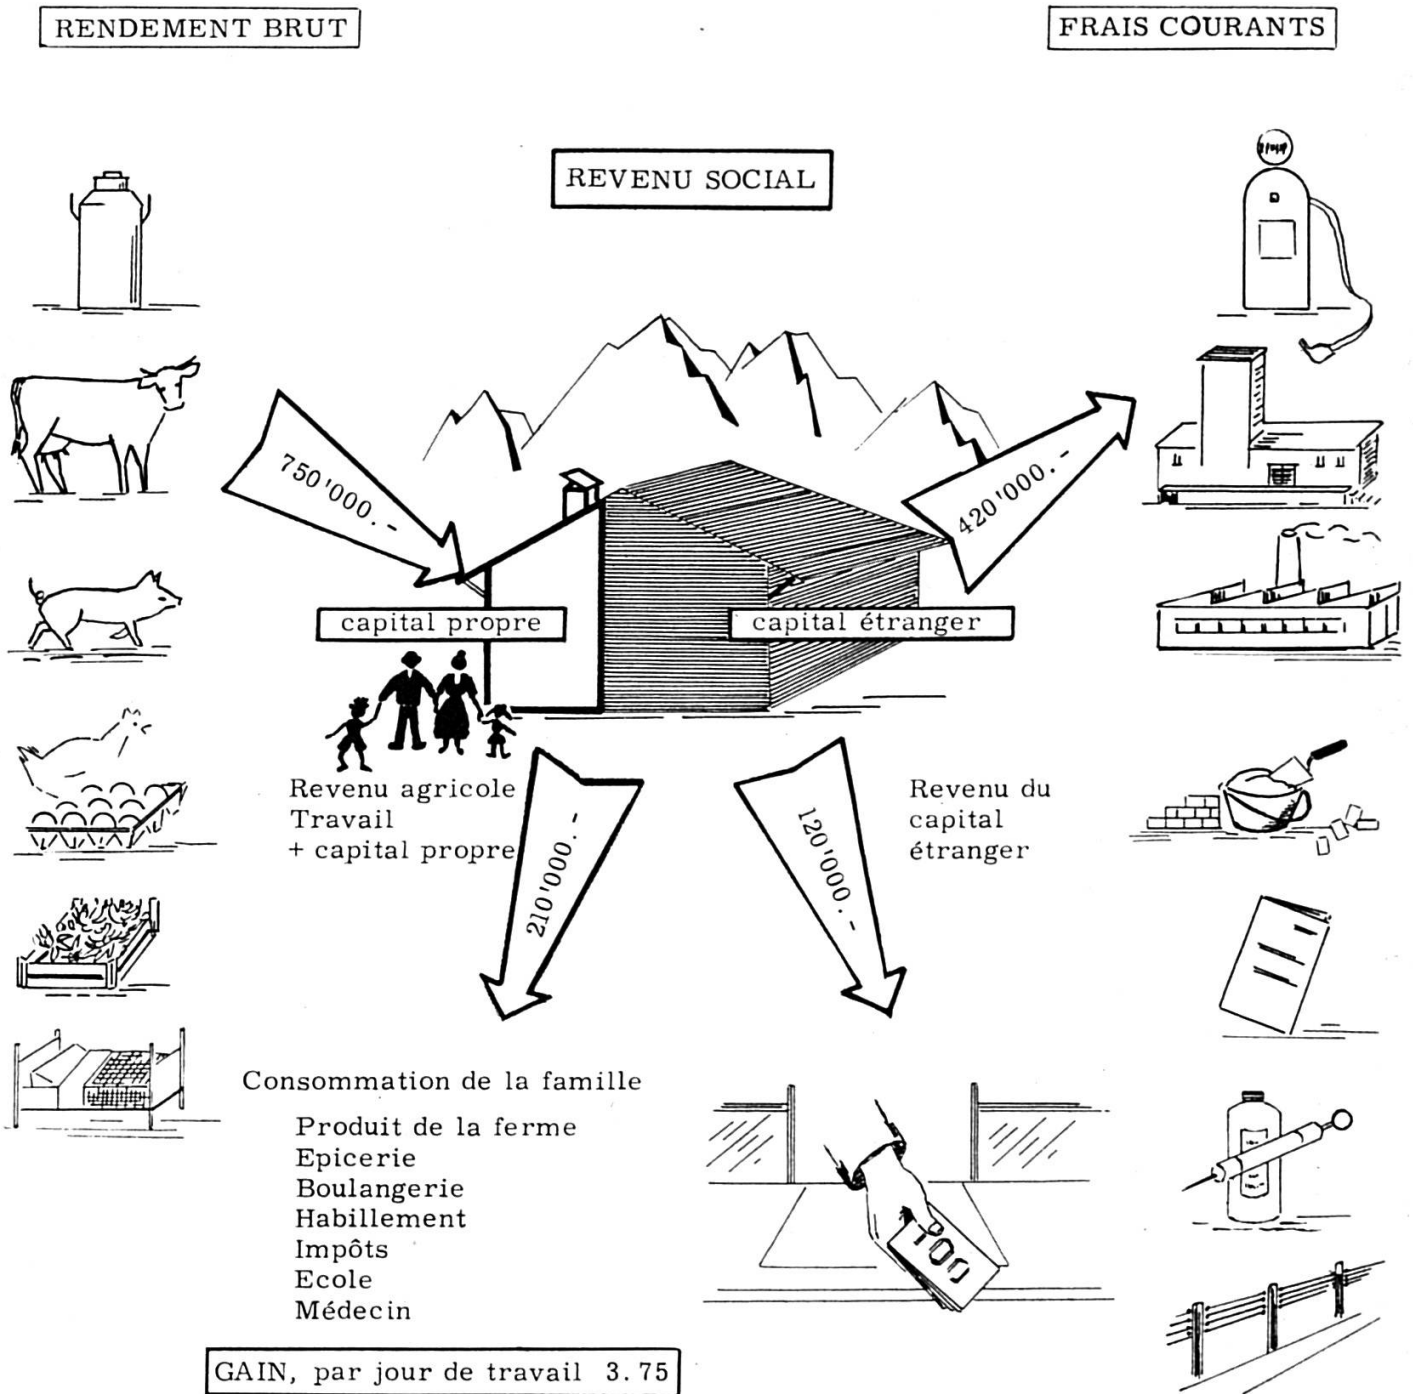 RENDEMENT BRUT
FRAIS COURANTS
REVENU SOCIAL
750'000.-
420'000.-
capital propre
capital étranger
Revenu agricole
Travail
+ capital propre
210'000.-
120'000.-
Revenu du
capital
étranger
Consommation de la famille
Produit de la ferme
Epicerie
Boulangerie
Habillement
Impôts
Ecole
Médecin
100
GAIN, par jour de travail 3.75